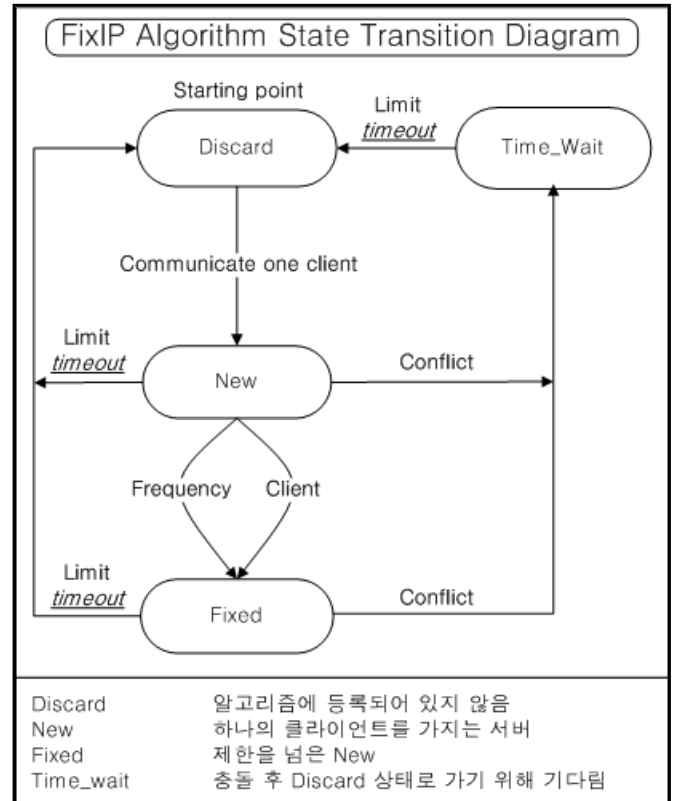 FixIP Algorithm State Transition Diagram
Starting point
Discard
Limit
timeout
Time_Wait
Communicate one client
Limit
timeout
New
Conflict
Frequency
Client
Limit
timeout
Fixed
Conflict
Discard 알고리즘에 등록되어 있지 않음
New 하나의 클라이언트를 가지는 서버
Fixed 제한을 넘은 New
Time_wait 충돌 후 Discard 상태로 가기 위해 기다림